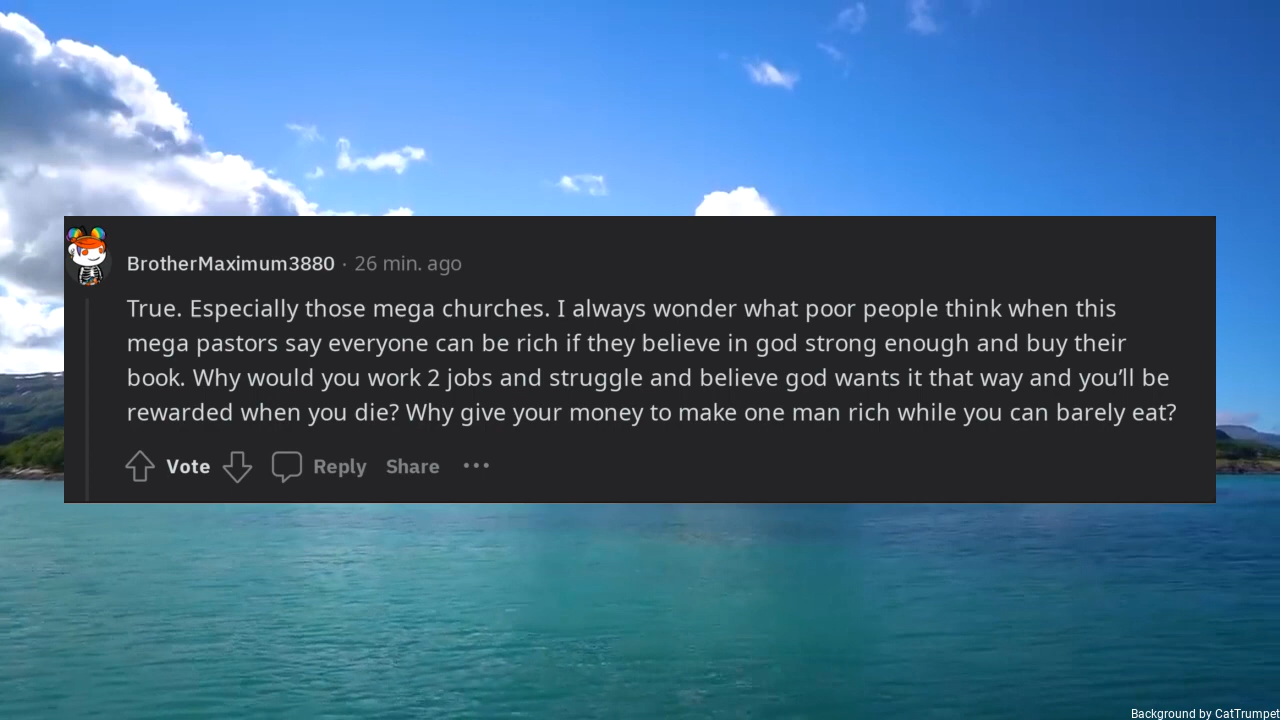 BrotherMaximum3880 · 26 min. ago
True. Especially those mega churches. I always wonder what poor people think when this
mega pastors say everyone can be rich if they believe in god strong enough and buy their
book. Why would you work 2 jobs and struggle and believe god wants it that way and you’ll be
rewarded when you die? Why give your money to make one man rich while you can barely eat?
Vote Reply Share ···
Background by CatTrumpet